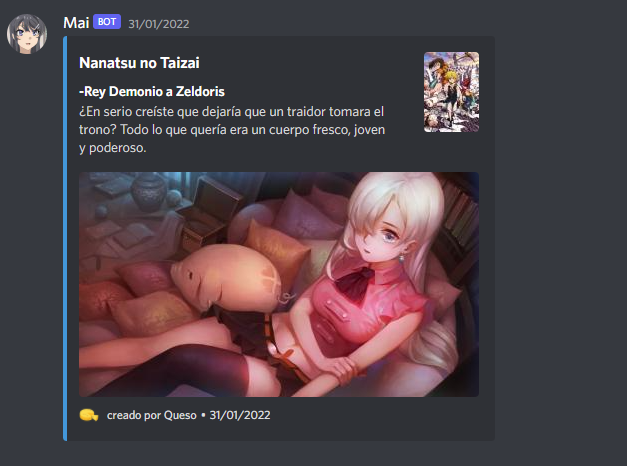 Mai BOT 31/01/2022
Nanatsu no Taizai
-Rey Demonio a Zeldoris
¿En serio creíste que dejaría que un traidor tomara el
trono? Todo lo que quería era un cuerpo fresco, joven
y poderoso.
creado por Queso • 31/01/2022